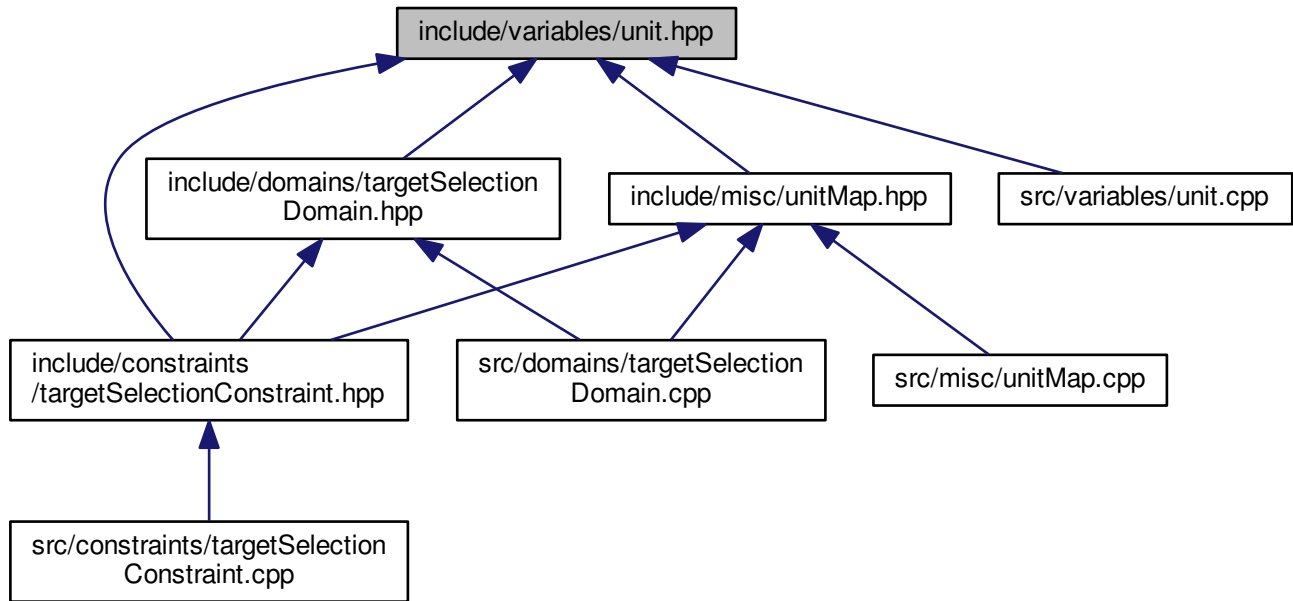 include/variables/unit.hpp
include/domains/targetSelection
Domain.hpp
include/misc/unitMap.hpp
src/variables/unit.cpp
include/constraints
/targetSelectionConstraint.hpp
src/domains/targetSelection
Domain.cpp
src/misc/unitMap.cpp
src/constraints/targetSelection
Constraint.cpp